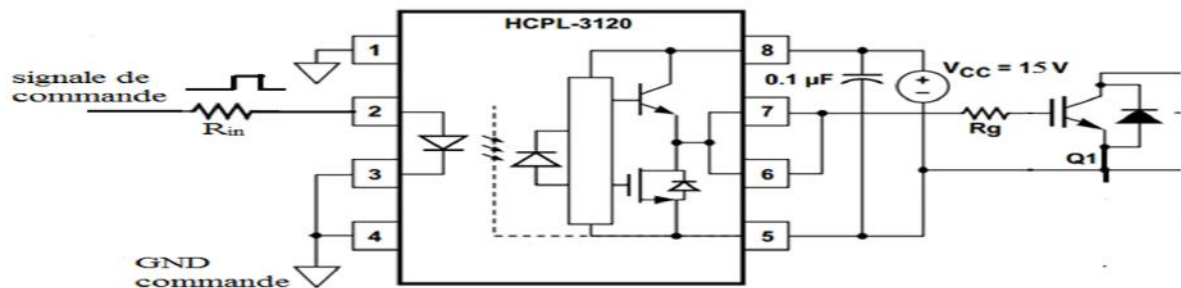 HCPL-3120
signale de
commande
Rin
1
2
3
4
GND
commande
8
7
6
5
0.1 µF
+
−
VCC = 15 V
Rg
Q1